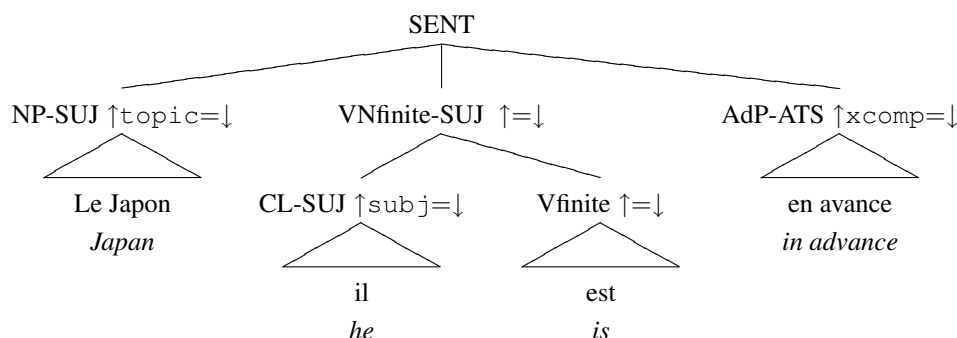 SENT
NP-SUJ ↑topic=↓ VNfinite-SUJ ↑=↓ AdP-ATS ↑xcomp=↓
Le Japon CL-SUJ ↑subj=↓ Vfinite ↑=↓ en avance
Japan in advance
il est
he is